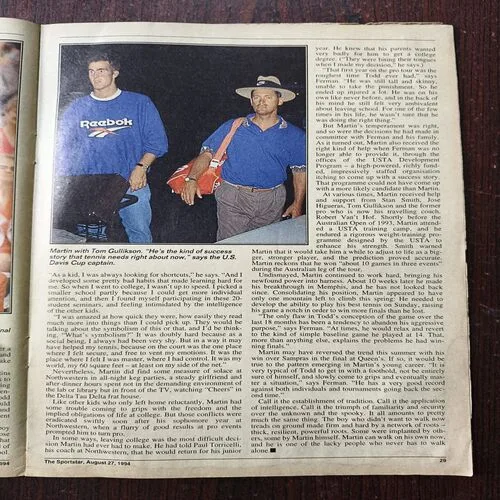 Reebok
Martin with Tom Gullikson. "He's the kind of success
story that tennis needs right about now," says the U.S.
Davis Cup captain.
"As a kid, I was always looking for shortcuts," he says. "And I
developed some pretty bad habits that made learning hard for
me. So when I went to college, I wasn't up to speed. I picked a
smaller school partly because I could get more individual
attention, and then I found myself participating in these 20-
student seminars, and feeling intimidated by the intelligence
of the other kids.
"I was amazed at how quick they were, how easily they read
much more into things than I could pick up. They would be
talking about the symbolism of this or that, and I'd be think-
ing, "What symbolism?" It was doubly hard because as a
social being, I always had been very shy. But in a way it may
have helped my tennis, because on the court was the one place
where I felt secure, and free to vent my emotions. It was the
place where I felt I was master, where I had control. It was my
world, my 60 square feet – at least on my side of the net."
Nevertheless, Martin did find some measure of solace at
Northwestern in all-night Ping-Pong matches, and in those
after-dinner hours spent not in the demanding environment of
the lab or library but in front of the TV, watching "Cheers" in
the Delta Tau Delta frat house.
Like other kids who only left home reluctantly, Martin had
some trouble coming to grips with the freedom and the
implied obligations of life at college. But those conflicts were
eradicated swiftly soon after his sophomore year at
Northwestern, when a flurry of good results at pro events
prompted him to turn pro.
In some ways, leaving college was the most difficult deci-
sion Martin had ever had to make. He had told Paul Torricelli,
his coach at Northwestern, that he would return for his junior
year. He knew that his parents wanted
very badly for him to get a college
degree. ("They were biting their tongues
when I made my decision," he says.)
"That first year on the pro tour was the
roughest time Todd ever had," says
Ferman. "He was still tall and skinny,
unable to take the punishment. So he
ended up injured a lot. He was on his
own like never before, and in the back of
his mind he still felt very ambivalent
about leaving school. For one of the few
times in his life, he wasn't sure that he
was doing the right thing."
But Martin's temperament was right,
and so were the decisions he had made in
committee with Ferman and his family.
As it turned out, Martin also received the
right kind of help when Ferman was no
longer able to provide it, through the
offices of the USTA Development
Program – a high-powered, richly fund-
ed, impressively staffed organisation
itching to come up with a success story.
That programme could not have come up
with a more likely candidate than Martin.
At various times, Martin received help
and support from Stan Smith, Jose
Higueras, Tom Gullikson and the former
pro who is now his travelling coach,
Robert Van't Hof. Shortly before the
Australian Open of 1993, Martin attend-
ed a USTA training camp, and he
endured a rigorous weight-training pro-
gramme designed by the USTA to
enhance his strength. Smith warned
Martin that it would take him a while to adjust to life as a big-
ger, stronger player, and the prediction proved accurate.
Martin reckons that he won "about 10 games in three events"
during the Australian leg of the tour.
Undismayed, Martin continued to work hard, bringing his
newfound power into harness. About 10 weeks later he made
his breakthrough in Memphis, and he not looked back
since. Consolidating his position, Martin appears to have
only one mountain left to climb this spring: He needed to
develop the ability to play his best tennis on Sunday, raising
his game a notch in order to win more finals than he lost.
"The only flaw in Todd's conception of the game over the
past 18 months has been a tendency to abandon his aggressive
purpose," says Ferman. "At times, he would relax, and revert
to the kind of simple baseline game he played at 14. That,
more than anything else, explains the problems he had win-
ning finals."
Martin may have reversed the trend this summer with his
win over Sampras in the final at Queen's. If so, it would be
true to the pattern emerging in Martin's young career. "It is
very typical of Todd to get in with a foothold, not be entirely
sure of himself, and slowly come to grips and really take over
a situation," says Ferman. "He has a very good record
against both individuals and tournaments going back the sec-
ond time."
Call it the establishment of tradition. Call it the application
of intelligence. Call it the triumph of familiarity and security
over the unknown and the spooky. It all amounts to pretty
much the same thing: The boy who didn't walk on grass now
treads on ground made firm and hard by a network of roots –
thick, resilient, powerful roots. Some were implanted by oth-
ers, some by Martin himself. Martin can walk on his own now,
and he is one of the lucky people who never has to walk
alone.■
The Sportstar, August 27, 1994
29